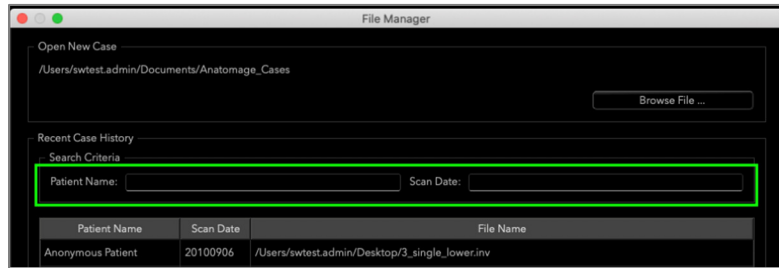 File Manager
Open New Case
/Users/swtest.admin/Documents/Anatomage_Cases
Browse File ...
Recent Case History
Search Criteria
Patient Name: Scan Date:
Patient Name Scan Date File Name
Anonymous Patient 20100906 /Users/swtest.admin/Desktop/3_single_lower.inv